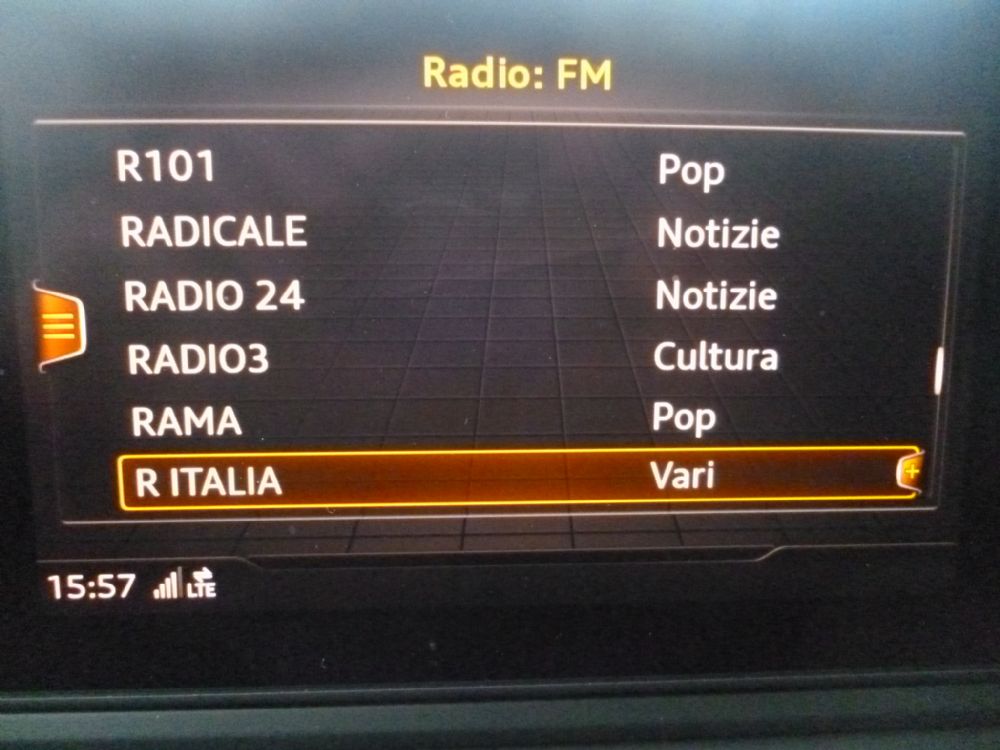 Radio: FM
R101 Pop
RADICALE Notizie
RADIO 24 Notizie
RADIO3 Cultura
RAMA Pop
R ITALIA Vari
15:57 LTE